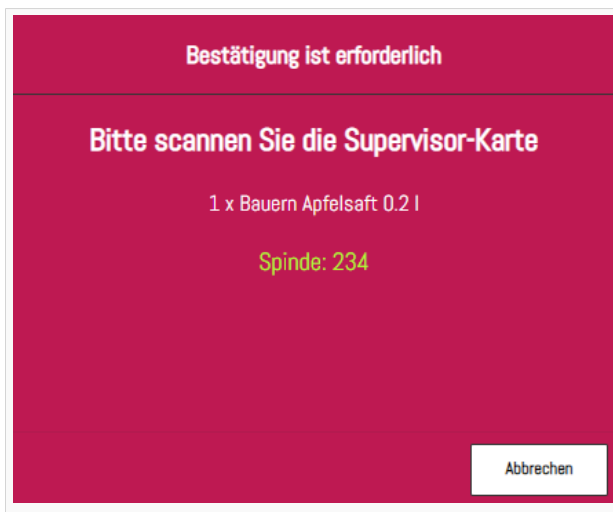 Bestätigung ist erforderlich
Bitte scannen Sie die Supervisor-Karte
1 x Bauern Apfelsaft 0.2 l
Spinde: 234
Abbrechen